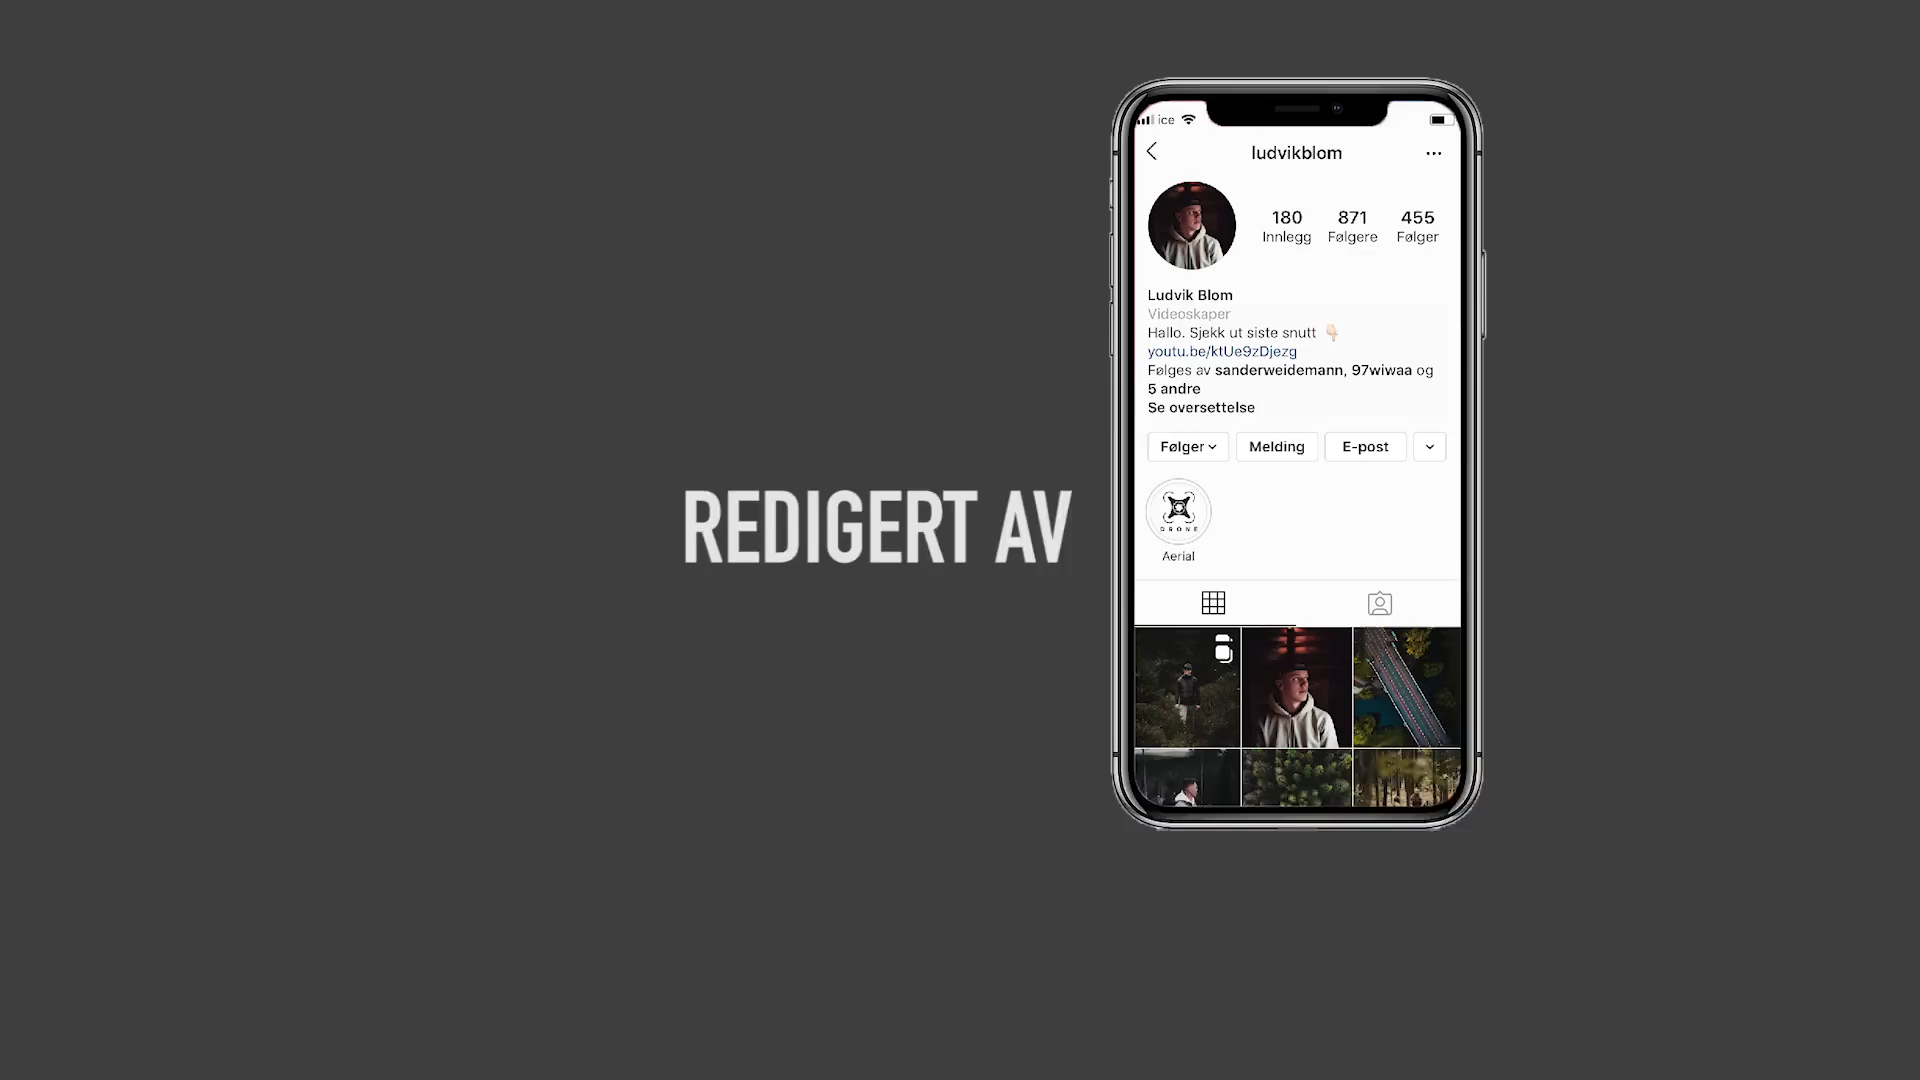 REDIGERT AV
ice
ludvikblom
180 871 455
Innlegg Følgere Følger
Ludvik Blom
Videoskaper
Hallo. Sjekk ut siste snutt 👇🏻
youtu.be/ktUe9zDjezg
Følges av sanderweidemann, 97wiwaa og
5 andre
Se oversettelse
Følger Melding E-post
DRONE
Aerial